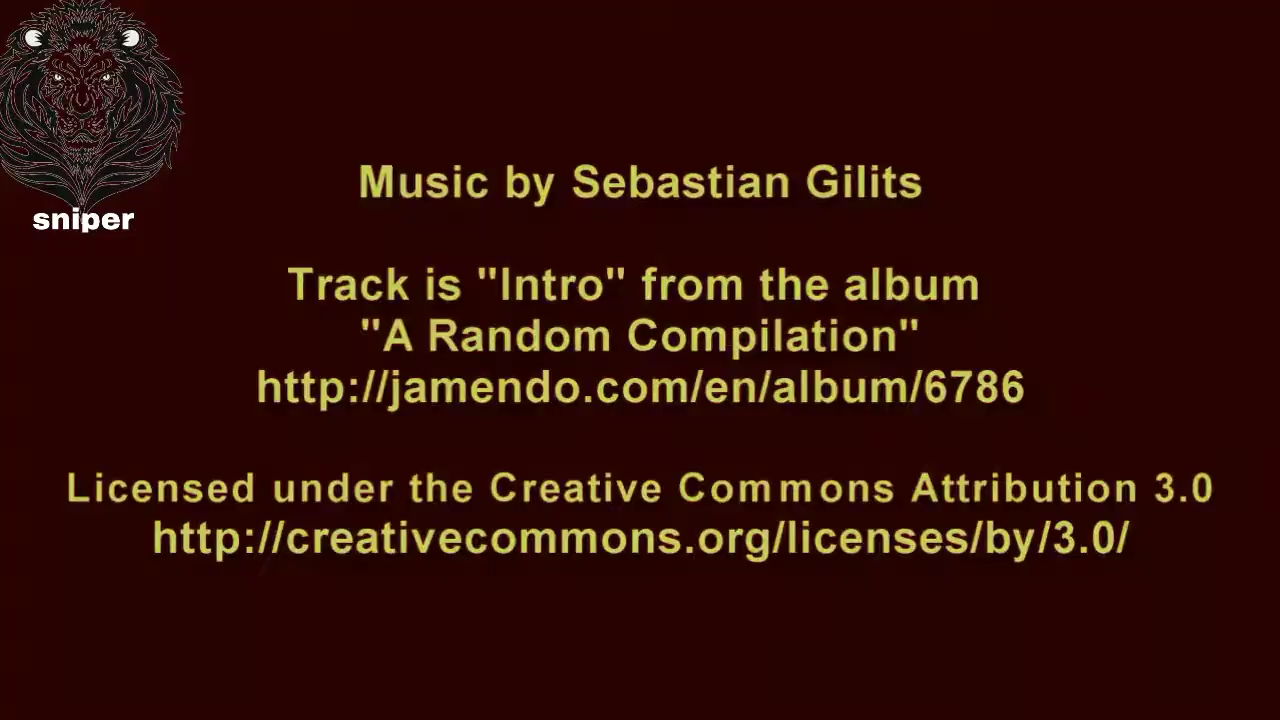 sniper
Music by Sebastian Gilits
Track is "Intro" from the album
"A Random Compilation"
http://jamendo.com/en/album/6786
Licensed under the Creative Commons Attribution 3.0
http://creativecommons.org/licenses/by/3.0/